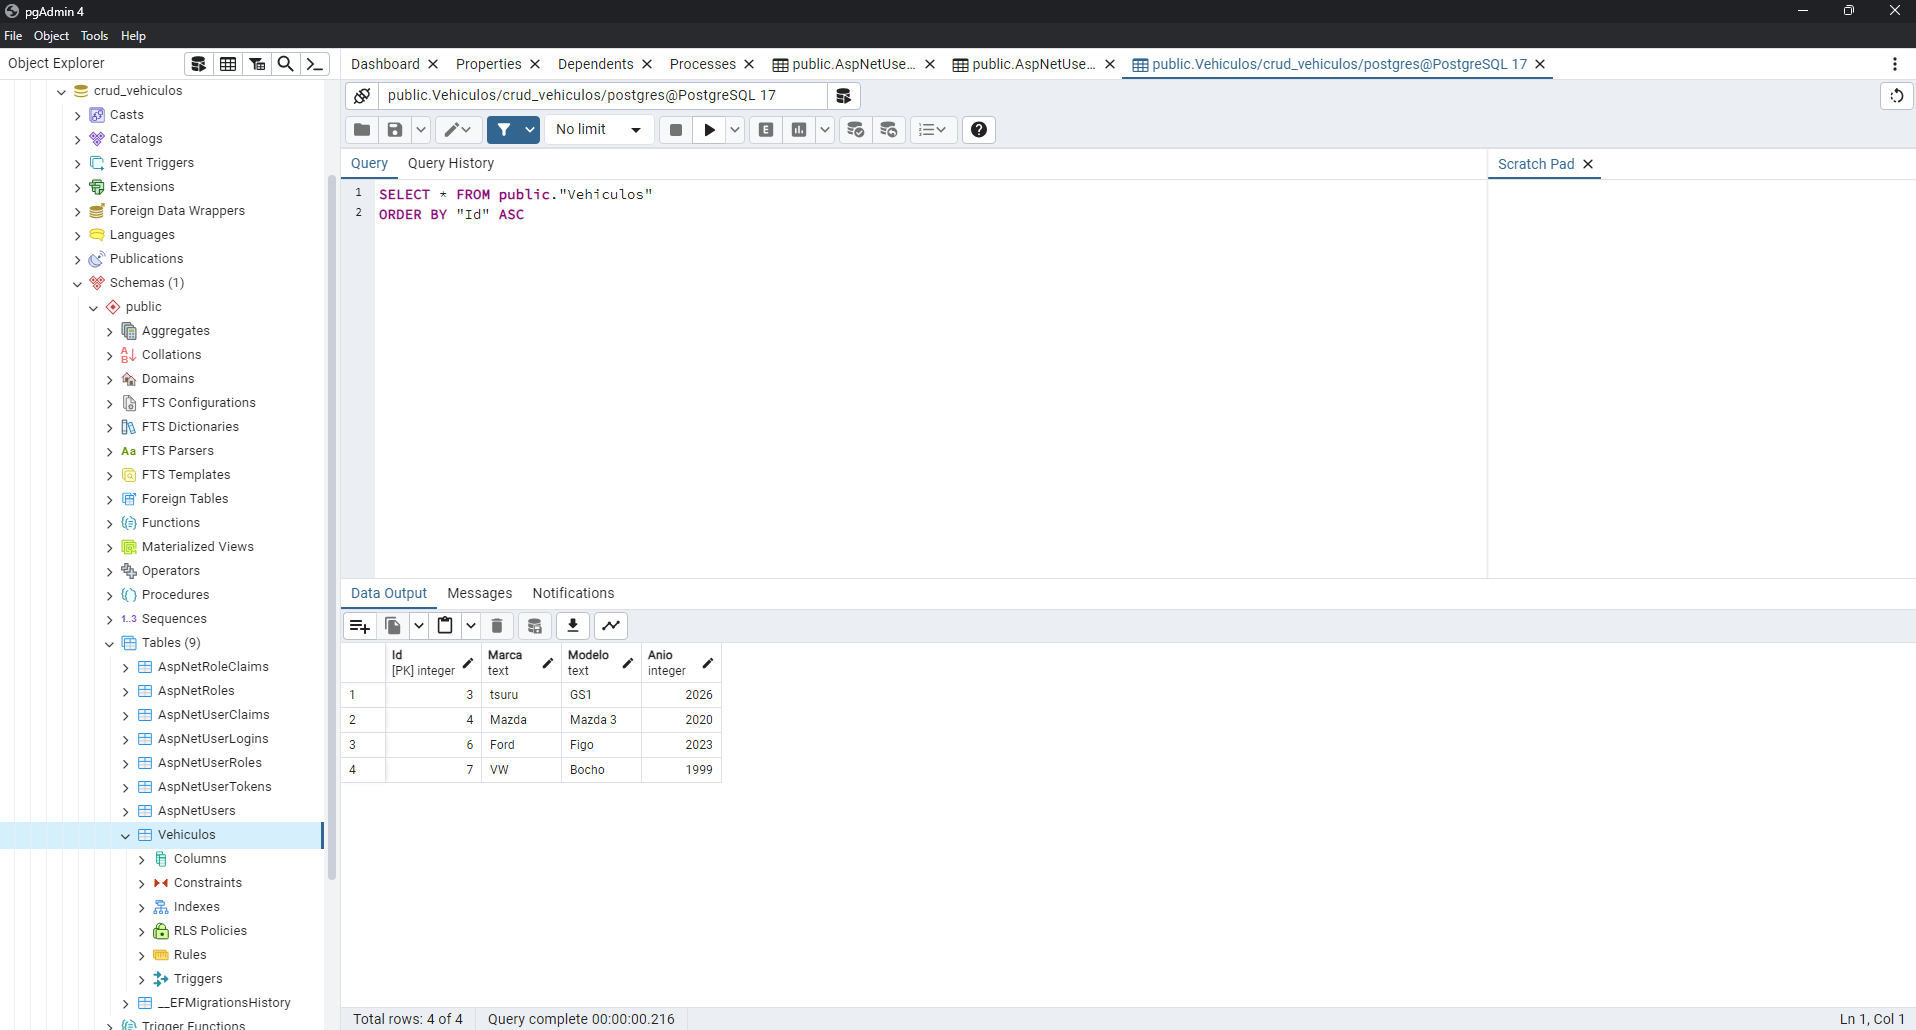 pgAdmin 4
File Object Tools Help
Object Explorer
crud_vehiculos
Casts
Catalogs
Event Triggers
Extensions
Foreign Data Wrappers
Languages
Publications
Schemas (1)
public
Aggregates
Collations
Domains
FTS Configurations
FTS Dictionaries
Aa FTS Parsers
FTS Templates
Foreign Tables
Functions
Materialized Views
Operators
Procedures
1..3 Sequences
Tables (9)
AspNetRoleClaims
AspNetRoles
AspNetUserClaims
AspNetUserLogins
AspNetUserRoles
AspNetUserTokens
AspNetUsers
Vehiculos
Columns
Constraints
Indexes
RLS Policies
Rules
Triggers
__EFMigrationsHistory
Trigger Functions
Dashboard Properties Dependents Processes public.AspNetUse... public.AspNetUse... public.Vehiculos/crud_vehiculos/postgres@PostgreSQL 17
public.Vehiculos/crud_vehiculos/postgres@PostgreSQL 17
No limit E
Query Query History
Scratch Pad
1 SELECT * FROM public."Vehiculos"
2 ORDER BY "Id" ASC
Data Output Messages Notifications
Id Marca Modelo Anio
[PK] integer text text integer
1 3 tsuru GS1 2026
2 4 Mazda Mazda 3 2020
3 6 Ford Figo 2023
4 7 VW Bocho 1999
Total rows: 4 of 4 Query complete 00:00:00.216 Ln 1, Col 1